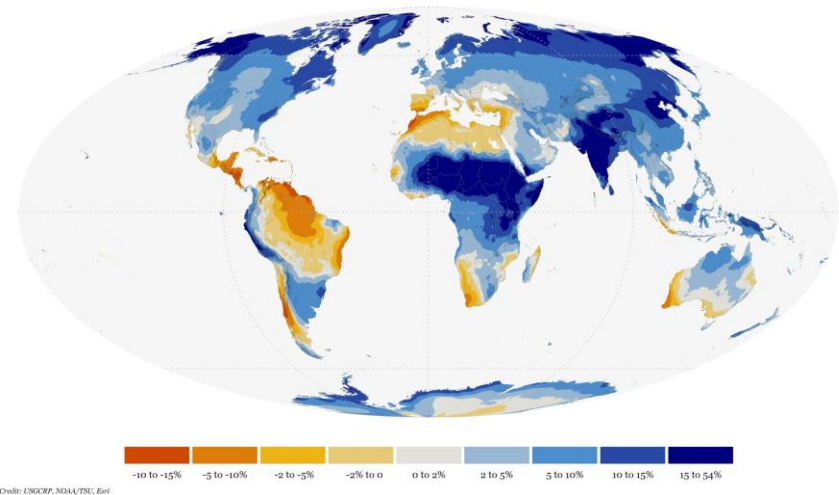 -10 to -15% -5 to -10% -2 to -5% -2% to 0 0 to 2% 2 to 5% 5 to 10% 10 to 15% 15 to 54%
Credit: USGCRP, NOAA/TSU, Esri